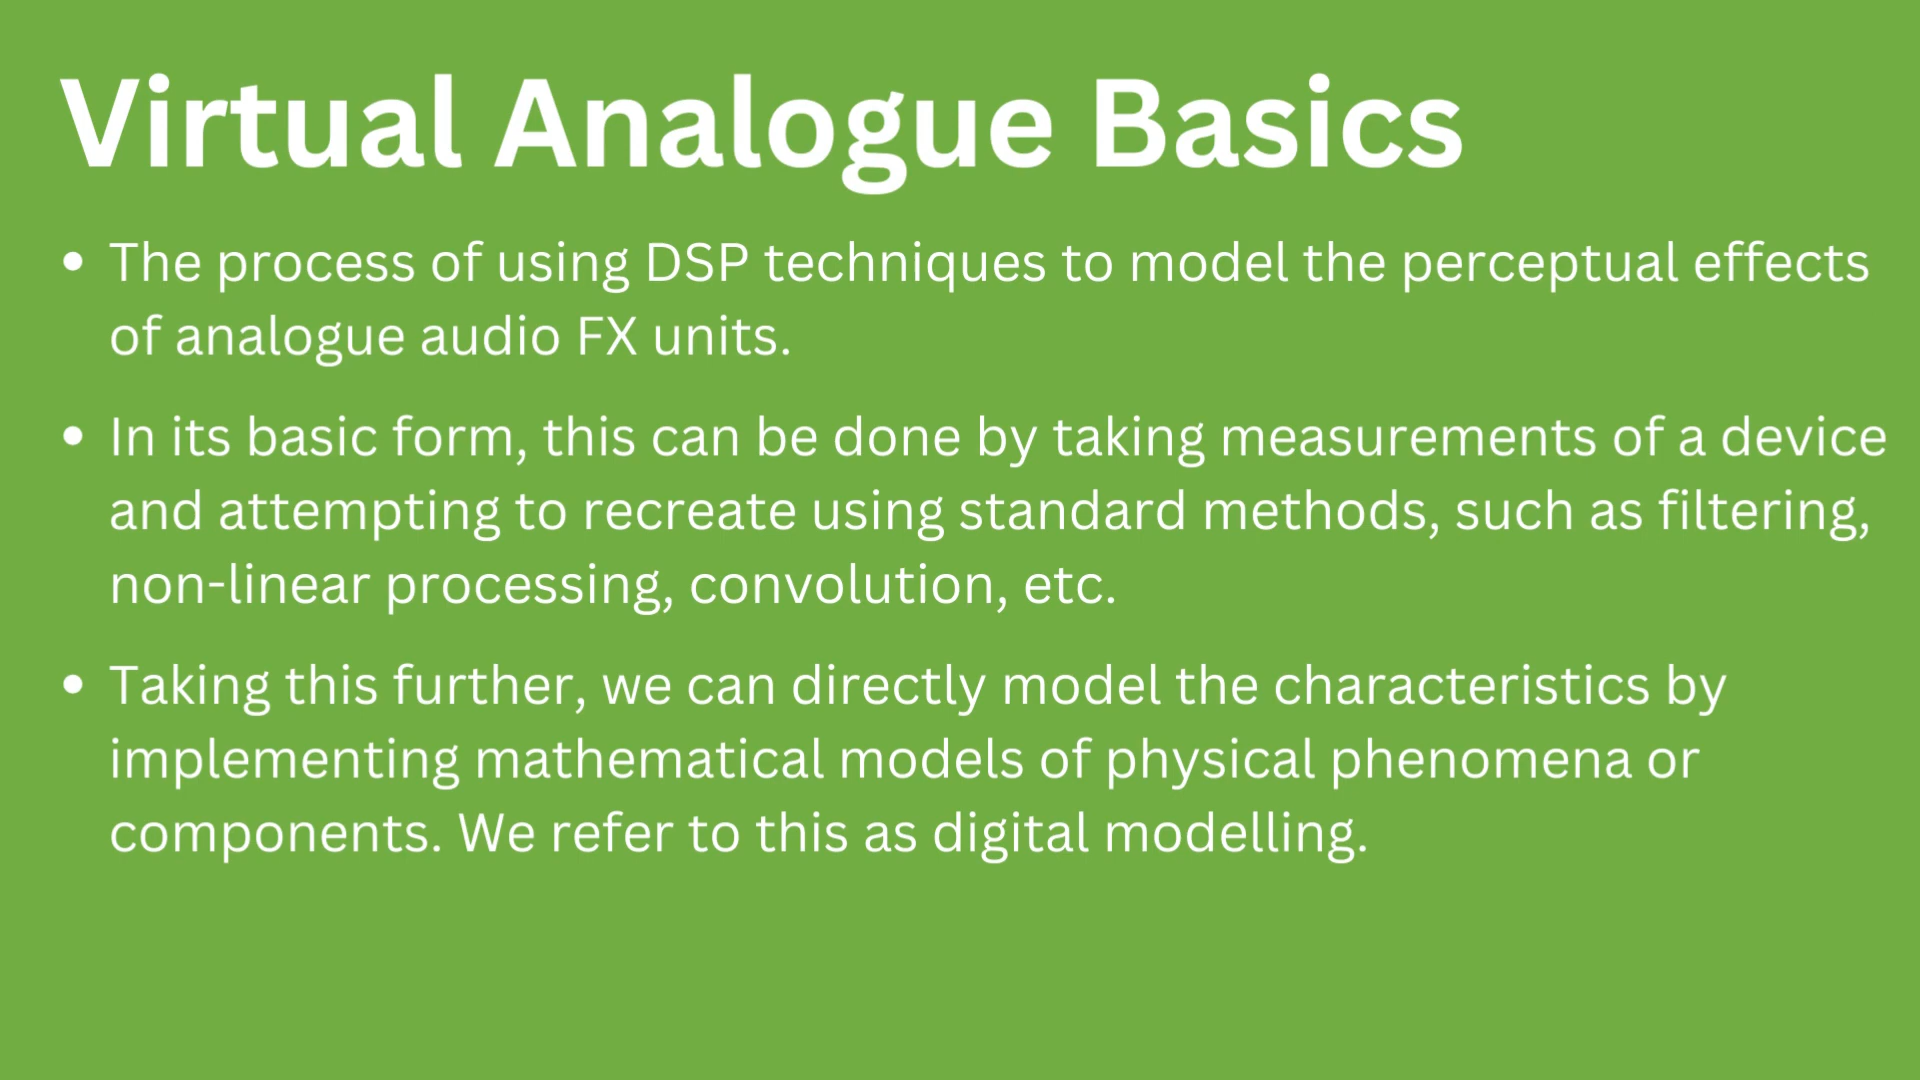 Virtual Analogue Basics
• The process of using DSP techniques to model the perceptual effects
of analogue audio FX units.
• In its basic form, this can be done by taking measurements of a device
and attempting to recreate using standard methods, such as filtering,
non-linear processing, convolution, etc.
• Taking this further, we can directly model the characteristics by
implementing mathematical models of physical phenomena or
components. We refer to this as digital modelling.